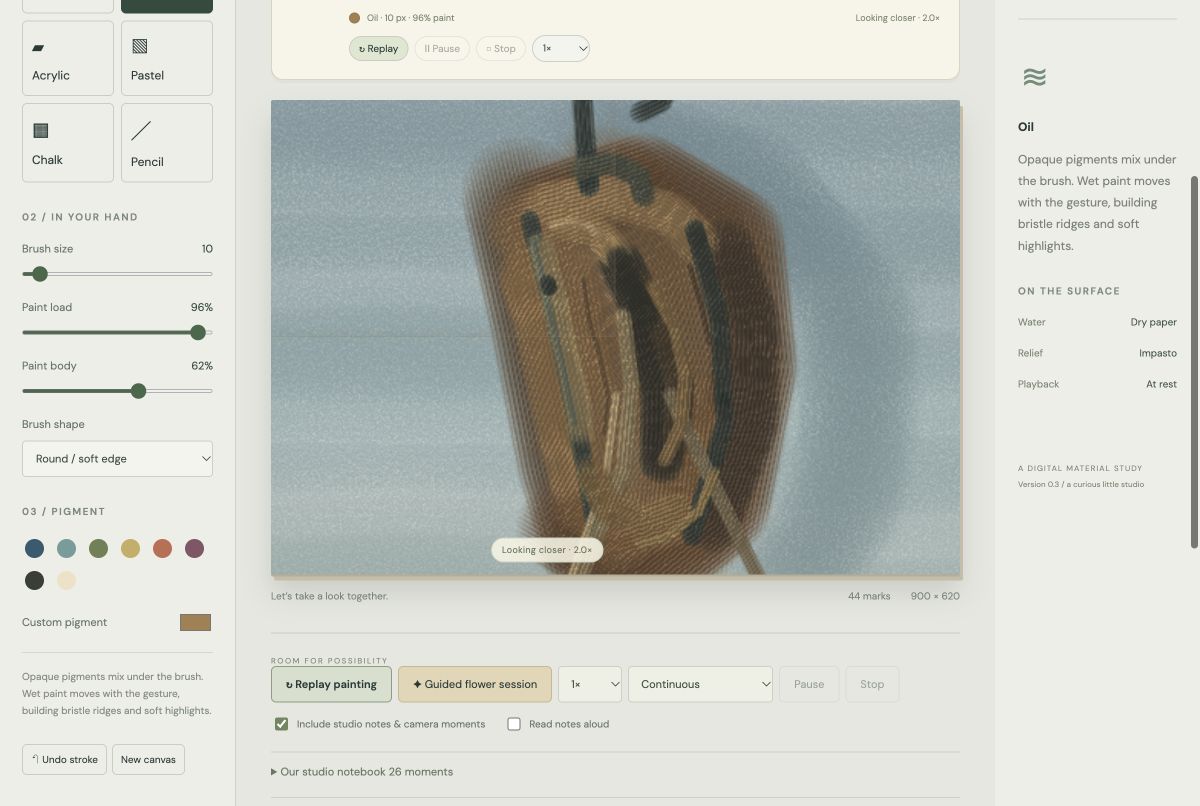 Acrylic
Pastel
Chalk
Pencil
02 / IN YOUR HAND
Brush size 10
Paint load 96%
Paint body 62%
Brush shape
Round / soft edge
03 / PIGMENT
Custom pigment
Opaque pigments mix under the brush.
Wet paint moves with the gesture,
building bristle ridges and soft highlights.
Undo stroke
New canvas
Oil · 10 px · 96% paint
Looking closer · 2.0×
↻ Replay
II Pause
▫ Stop
1×
Looking closer · 2.0×
Let's take a look together.
44 marks
900 × 620
ROOM FOR POSSIBILITY
↻ Replay painting
✦ Guided flower session
1×
Continuous
Pause
Stop
Include studio notes & camera moments
Read notes aloud
▶ Our studio notebook 26 moments
Oil
Opaque pigments mix under
the brush. Wet paint moves
with the gesture, building
bristle ridges and soft
highlights.
ON THE SURFACE
Water Dry paper
Relief Impasto
Playback At rest
A DIGITAL MATERIAL STUDY
Version 0.3 / a curious little studio